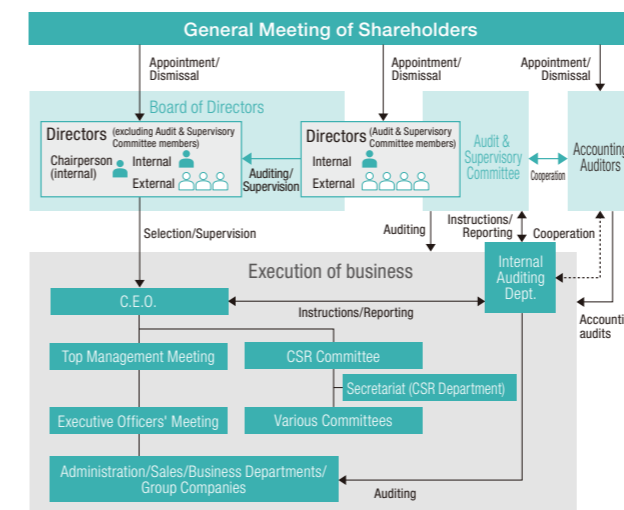 General Meeting of Shareholders
Appointment/
Dismissal
Appointment/
Dismissal
Appointment/
Dismissal
Board of Directors
Directors (excluding Audit & Supervisory
Committee members)
Chairperson
(internal)
Internal
External
Auditing/
Supervision
Directors (Audit & Supervisory
Committee members)
Internal
External
Audit &
Supervisory
Committee
Cooperation
Accounting
Auditors
Selection/Supervision
Auditing
Instructions/
Reporting
Cooperation
Execution of business
Internal
Auditing
Dept.
C.E.O.
Instructions/Reporting
Accounti
audits
Top Management Meeting
CSR Committee
Secretariat (CSR Department)
Executive Officers' Meeting
Various Committees
Administration/Sales/Business Departments/
Group Companies
Auditing